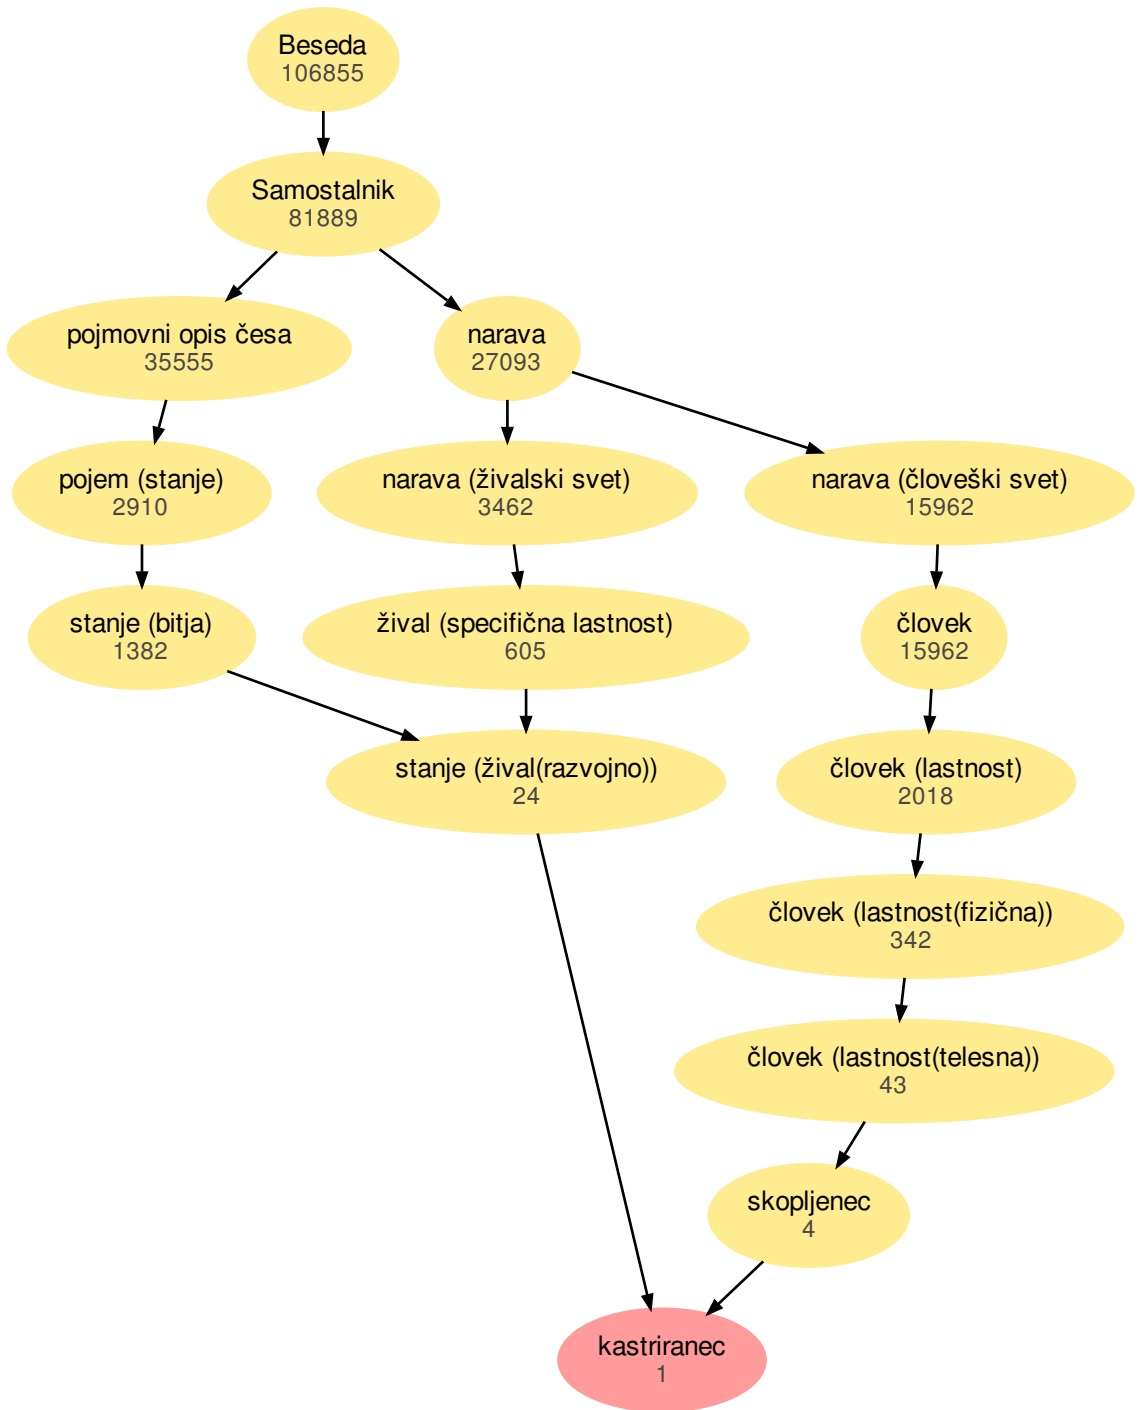 Beseda
106855
Samostalnik
81889
pojmovni opis česa
35555
narava
27093
pojem (stanje)
2910
narava (živalski svet)
3462
narava (človeški svet)
15962
stanje (bitja)
1382
žival (specifična lastnost)
605
človek
15962
stanje (žival(razvojno))
24
človek (lastnost)
2018
človek (lastnost(fizična))
342
človek (lastnost(telesna))
43
skopljenec
4
kastriranec
1